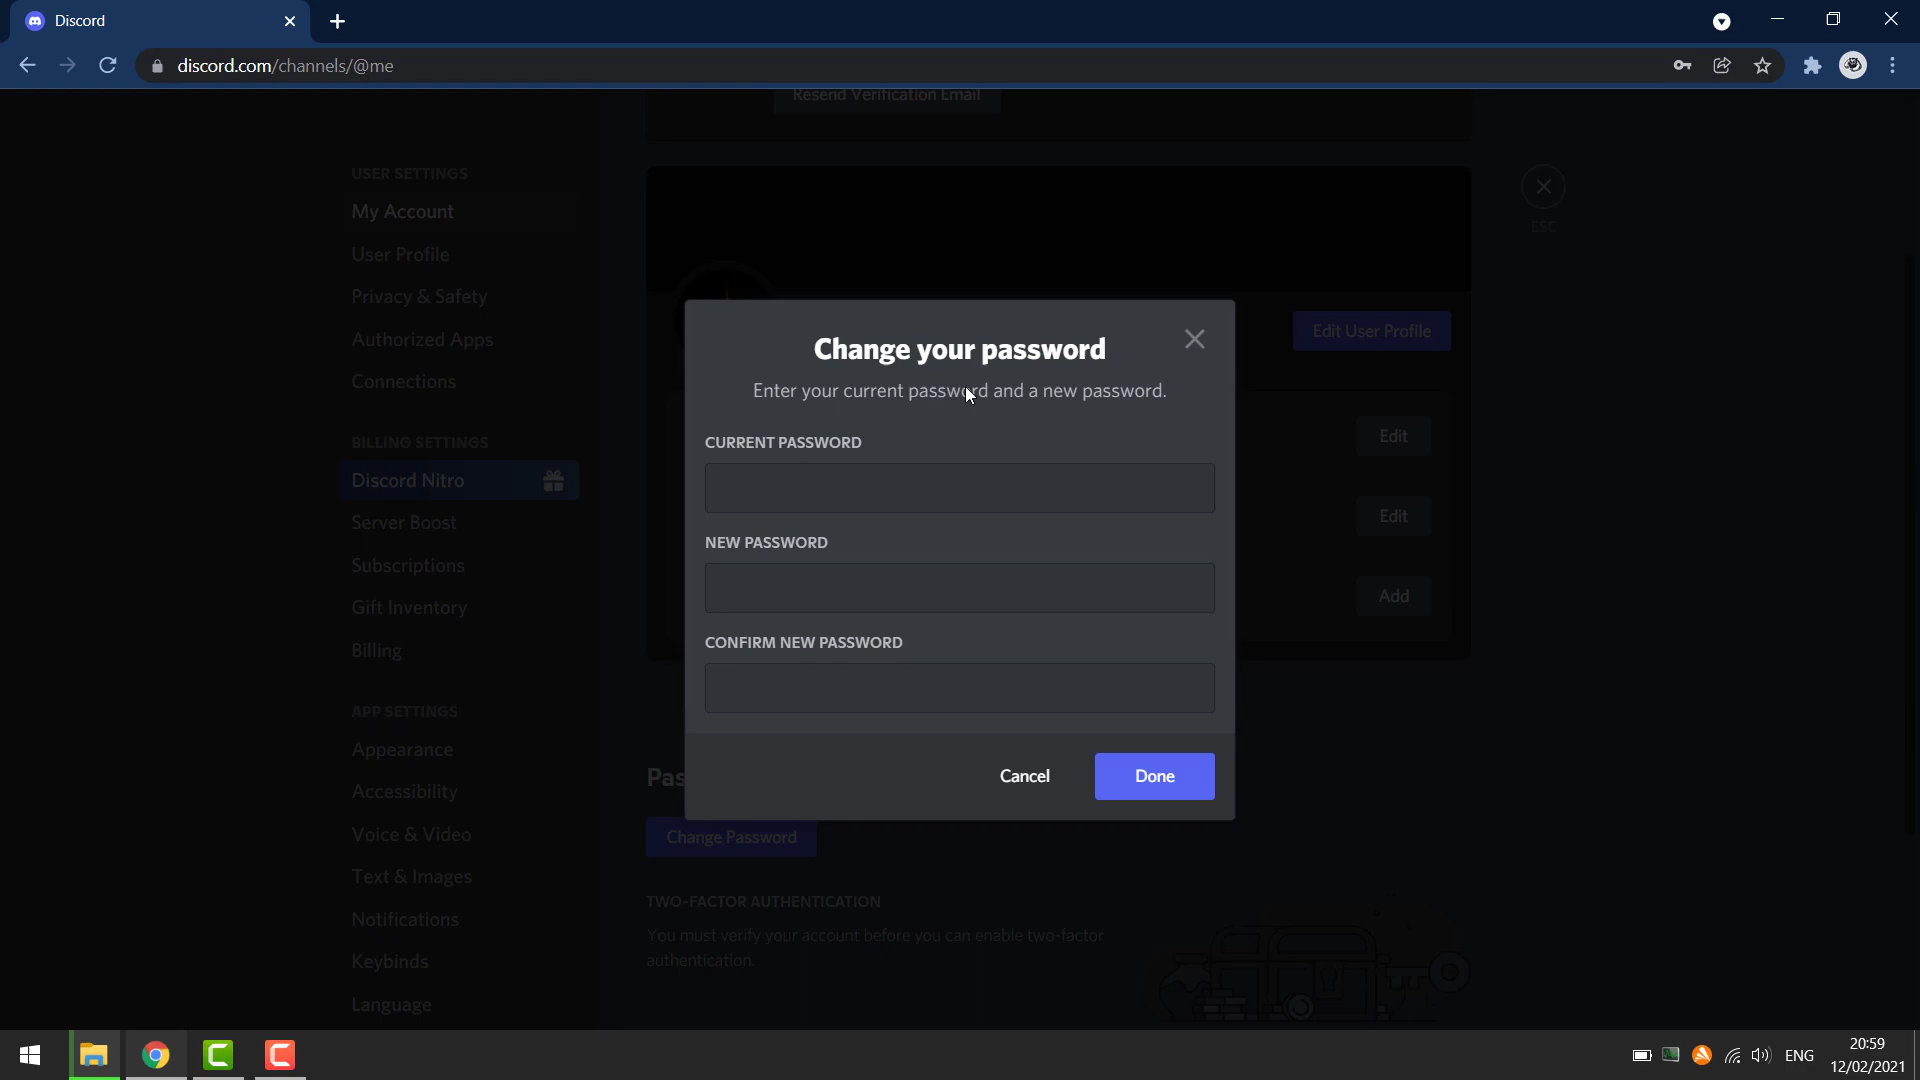 Discord
discord.com/channels/@me
Resend Verification Email
USER SETTINGS
My Account
User Profile
Privacy & Safety
Authorized Apps
Connections
BILLING SETTINGS
Discord Nitro
Server Boost
Subscriptions
Gift Inventory
Billing
APP SETTINGS
Appearance
Accessibility
Voice & Video
Text & Images
Notifications
Keybinds
Language
ESC
Edit User Profile
Edit
Edit
Add
Change your password
Enter your current password and a new password.
CURRENT PASSWORD
NEW PASSWORD
CONFIRM NEW PASSWORD
Cancel
Done
Pas
Change Password
TWO-FACTOR AUTHENTICATION
You must verify your account before you can enable two-factor
authentication.
ENG
20:59
12/02/2021